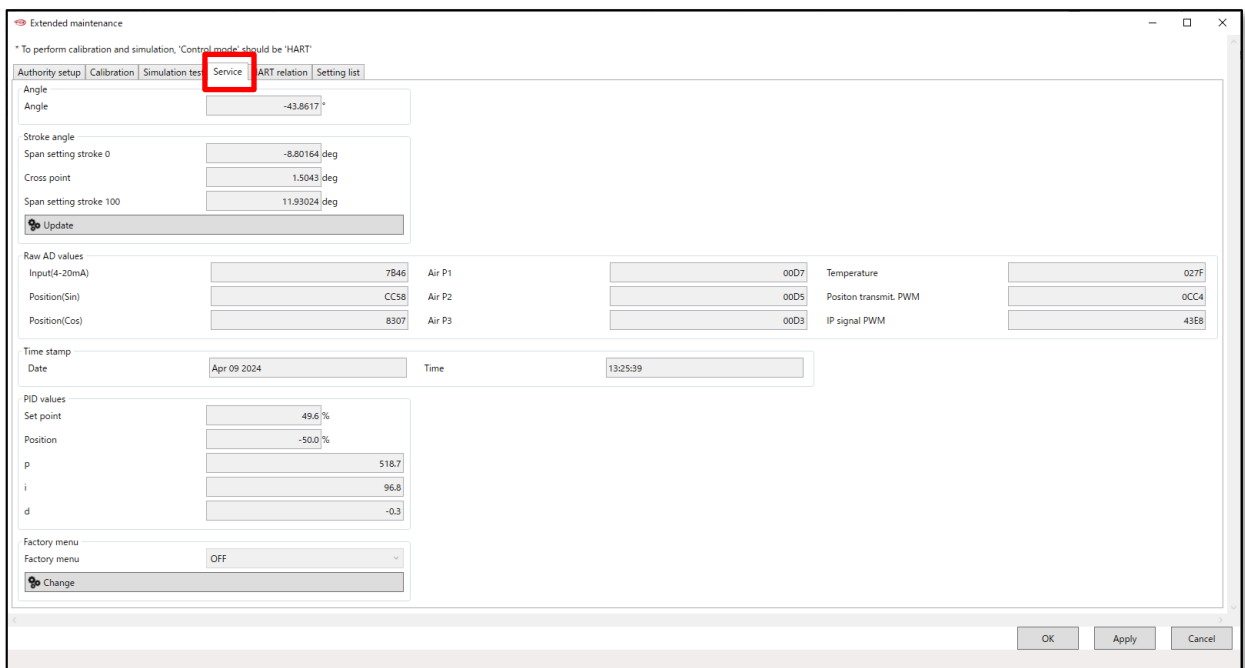 Extended maintenance
* To perform calibration and simulation, 'Control mode' should be 'HART'
Authority setup Calibration Simulation test Service HART relation Setting list
Angle
Angle -43.8617 °
Stroke angle
Span setting stroke 0 -8.80164 deg
Cross point 1.5043 deg
Span setting stroke 100 11.93024 deg
Update
Raw AD values
Input(4-20mA) 7B46 Air P1 00D7 Temperature 027F
Position(Sin) CC58 Air P2 00D5 Positon transmit. PWM 0CC4
Position(Cos) 8307 Air P3 00D3 IP signal PWM 43E8
Time stamp
Date Apr 09 2024 Time 13:25:39
PID values
Set point 49.6 %
Position -50.0 %
p 518.7
i 96.8
d -0.3
Factory menu
Factory menu OFF
Change
OK Apply Cancel